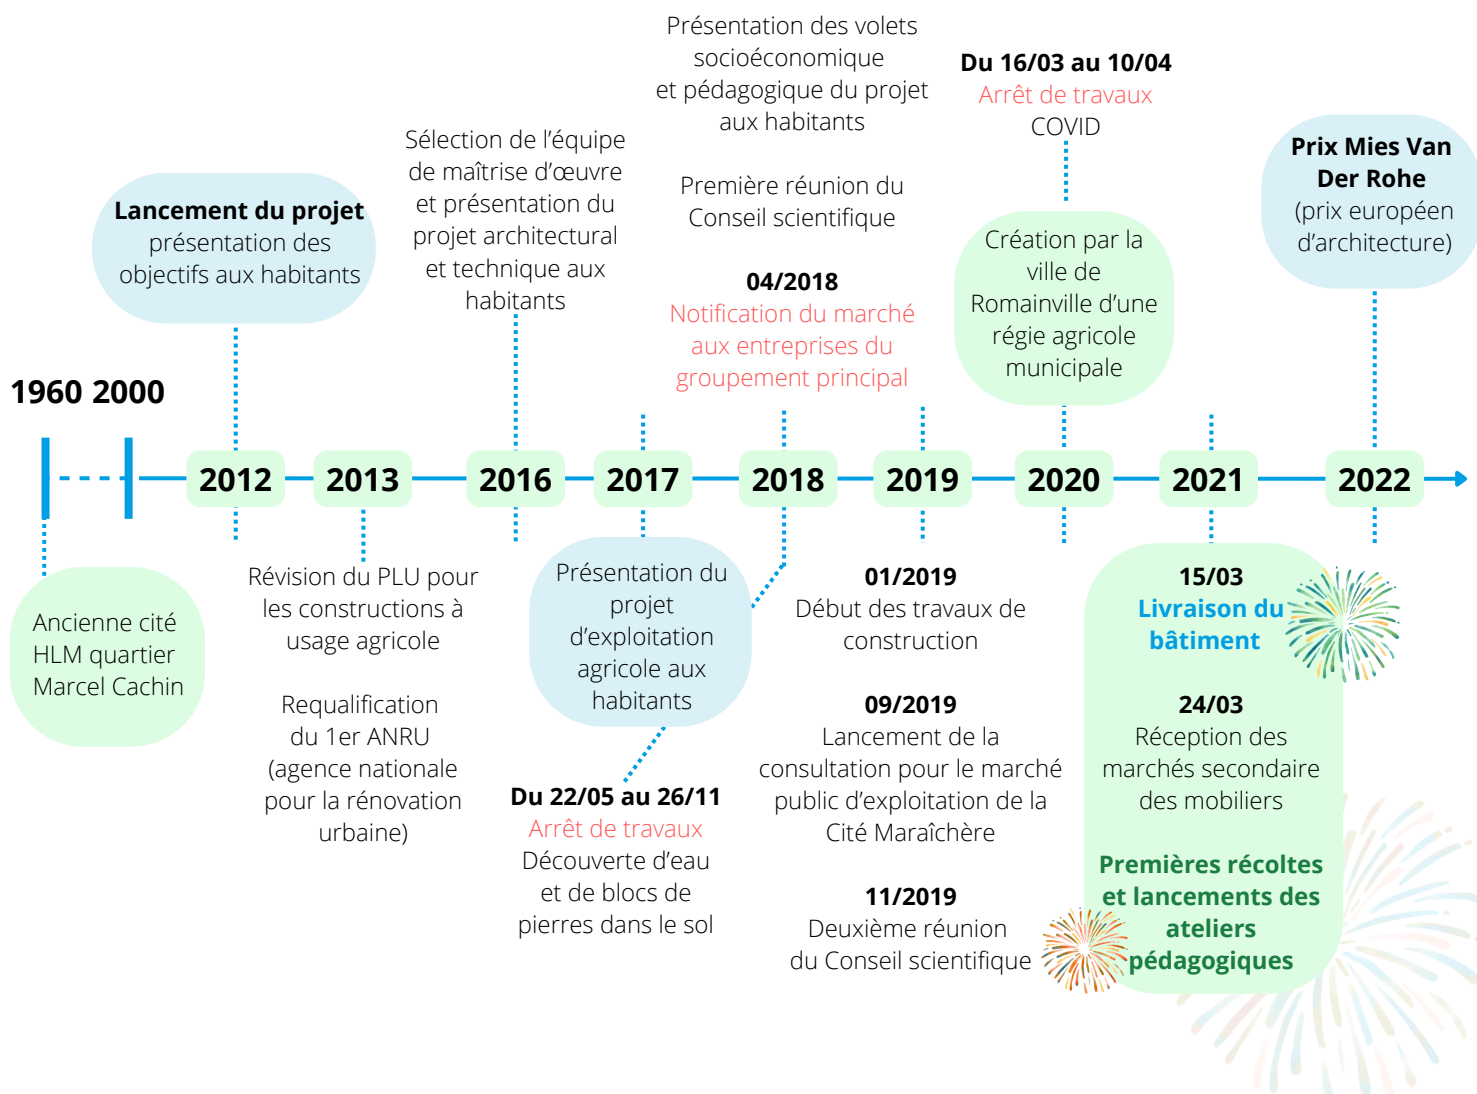 Présentation des volets
socioéconomique
et pédagogique du projet
aux habitants
Première réunion du
Conseil scientifique
04/2018
Notification du marché
aux entreprises du
groupement principal
Du 16/03 au 10/04
Arrêt de travaux
COVID
Création par la
ville de
Romainville d’une
régie agricole
municipale
Prix Mies Van
Der Rohe
(prix européen
d’architecture)
Sélection de l’équipe
de maîtrise d’œuvre
et présentation du
projet architectural
et technique aux
habitants
Lancement du projet
présentation des
objectifs aux habitants
1960 2000
2012
2013
2016
2017
2018
2019
2020
2021
2022
Ancienne cité
HLM quartier
Marcel Cachin
Révision du PLU pour
les constructions à
usage agricole
Requalification
du 1er ANRU
(agence nationale
pour la rénovation
urbaine)
Présentation du
projet
d’exploitation
agricole aux
habitants
Du 22/05 au 26/11
Arrêt de travaux
Découverte d’eau
et de blocs de
pierres dans le sol
01/2019
Début des travaux de
construction
09/2019
Lancement de la
consultation pour le marché
public d’exploitation de la
Cité Maraîchère
11/2019
Deuxième réunion
du Conseil scientifique
15/03
Livraison du
bâtiment
24/03
Réception des
marchés secondaire
des mobiliers
Premières récoltes
et lancements des
ateliers
pédagogiques